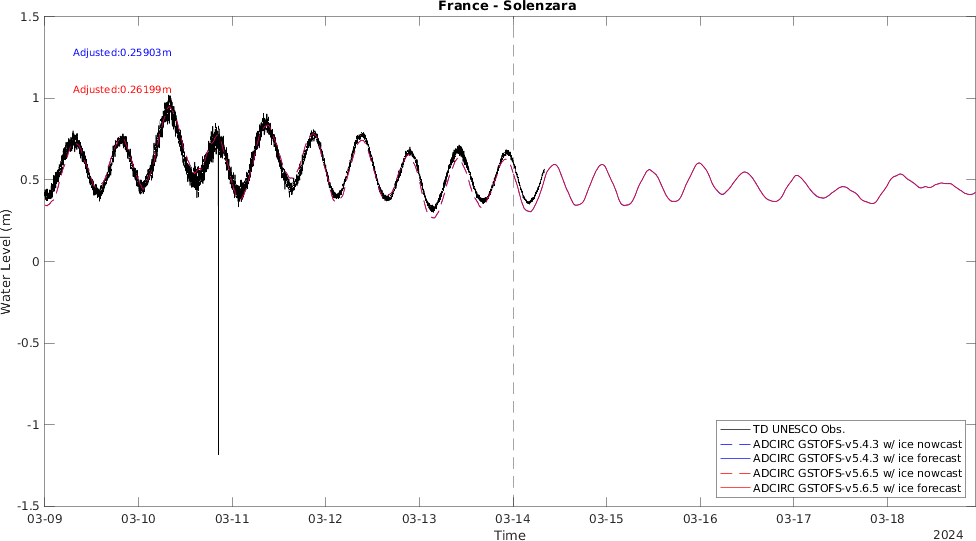 France - Solenzara
Adjusted:0.25903m
Adjusted:0.26199m
1.5
1
0.5
0
-0.5
-1
-1.5
Water Level (m)
TD UNESCO Obs.
ADCIRC GSTOFS-v5.4.3 w/ ice nowcast
ADCIRC GSTOFS-v5.4.3 w/ ice forecast
ADCIRC GSTOFS-v5.6.5 w/ ice nowcast
ADCIRC GSTOFS-v5.6.5 w/ ice forecast
03-09 03-10 03-11 03-12 03-13 03-14 03-15 03-16 03-17 03-18
Time
2024